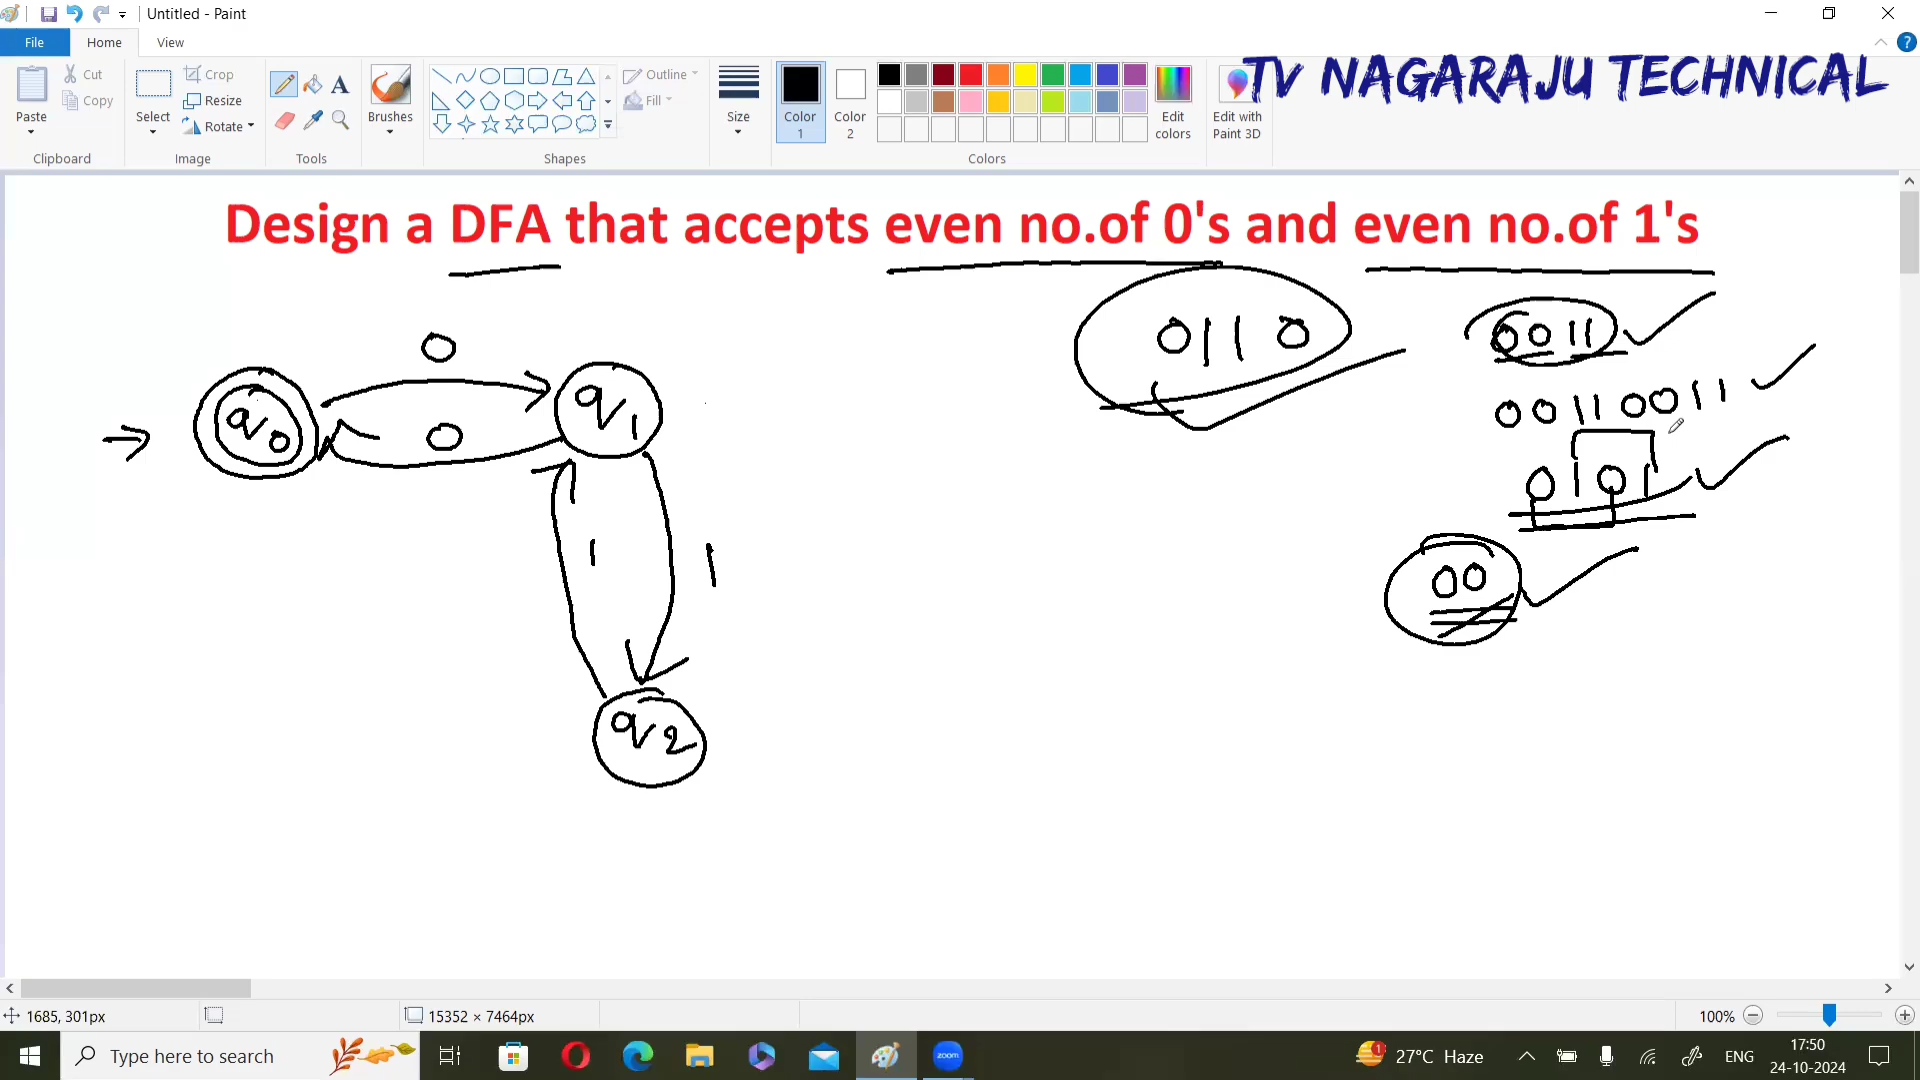 Untitled - Paint
File Home View
Paste
Cut
Copy
Clipboard
Select
Crop
Resize
Rotate
Image
Tools
Brushes
Shapes
Outline
Fill
Size
Color 1
Color 2
Colors
Edit colors
Edit with Paint 3D
TV NAGARAJU TECHNICAL
Design a DFA that accepts even no.of 0's and even no.of 1's
0110
0011
00110011
0101
00
0
q0
q1
0
1
1
q2
1685, 301px
15352 × 7464px
100%
Type here to search
zoom
1
27°C Haze
ENG
17:50
24-10-2024